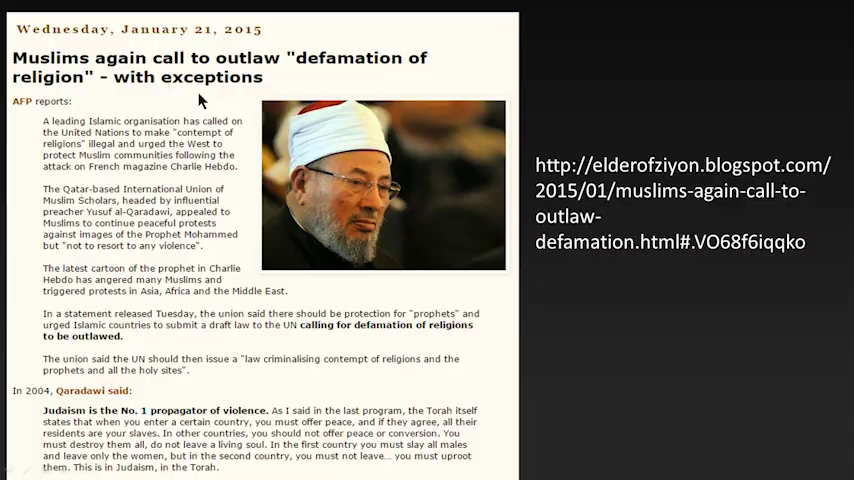 Wednesday, January 21, 2015
Muslims again call to outlaw "defamation of
religion" - with exceptions
AFP reports:
A leading Islamic organisation has called on
the United Nations to make "contempt of
religions" illegal and urged the West to
protect Muslim communities following the
attack on French magazine Charlie Hebdo.
The Qatar-based International Union of
Muslim Scholars, headed by influential
preacher Yusuf al-Qaradawi, appealed to
Muslims to continue peaceful protests
against images of the Prophet Mohammed
but "not to resort to any violence".
The latest cartoon of the prophet in Charlie
Hebdo has angered many Muslims and
triggered protests in Asia, Africa and the Middle East.
In a statement released Tuesday, the union said there should be protection for "prophets" and
urged Islamic countries to submit a draft law to the UN calling for defamation of religions
to be outlawed.
The union said the UN should then issue a "law criminalising contempt of religions and the
prophets and all the holy sites".
In 2004, Qaradawi said:
Judaism is the No. 1 propagator of violence. As I said in the last program, the Torah itself
states that when you enter a certain country, you must offer peace, and if they agree, all their
residents are your slaves. In other countries, you should not offer peace or conversion. You
must destroy them all, do not leave a living soul. In the first country you must slay all males
and leave only the women, but in the second country, you must not leave... you must uproot
them. This is in Judaism, in the Torah.
http://elderofziyon.blogspot.com/
2015/01/muslims-again-call-to-
outlaw-
defamation.html#.VO68f6iqqko